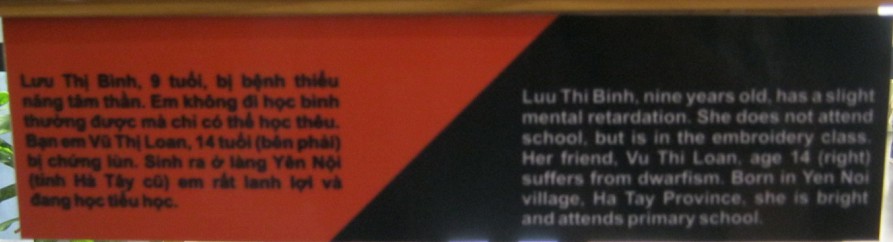 Lưu Thị Bình, 9 tuổi, bị bệnh thiểu
năng tâm thần. Em không đi học bình
thường được mà chỉ có thể học thêu.
Bạn em Vũ Thị Loan, 14 tuổi (bên phải)
bị chứng lùn. Sinh ra ở làng Yên Nội
(tỉnh Hà Tây cũ) em rất lanh lợi và
đang học tiểu học.
Luu Thi Binh, nine years old, has a slight
mental retardation. She does not attend
school, but is in the embroidery class.
Her friend, Vu Thi Loan, age 14 (right)
suffers from dwarfism. Born in Yen Noi
village, Ha Tay Province, she is bright
and attends primary school.